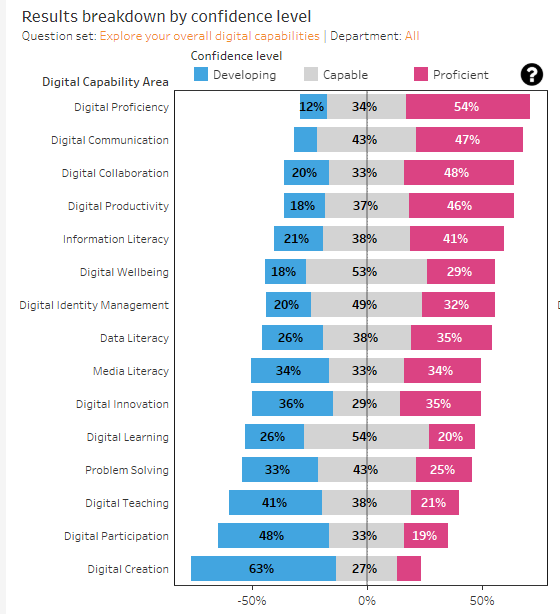 Results breakdown by confidence level
Question set: Explore your overall digital capabilities | Department: All
Confidence level
Developing Capable Proficient ?
Digital Capability Area
Digital Proficiency 12% 34% 54%
Digital Communication 43% 47%
Digital Collaboration 20% 33% 48%
Digital Productivity 18% 37% 46%
Information Literacy 21% 38% 41%
Digital Wellbeing 18% 53% 29%
Digital Identity Management 20% 49% 32%
Data Literacy 26% 38% 35%
Media Literacy 34% 33% 34%
Digital Innovation 36% 29% 35%
Digital Learning 26% 54% 20%
Problem Solving 33% 43% 25%
Digital Teaching 41% 38% 21%
Digital Participation 48% 33% 19%
Digital Creation 63% 27%
-50% 0% 50%